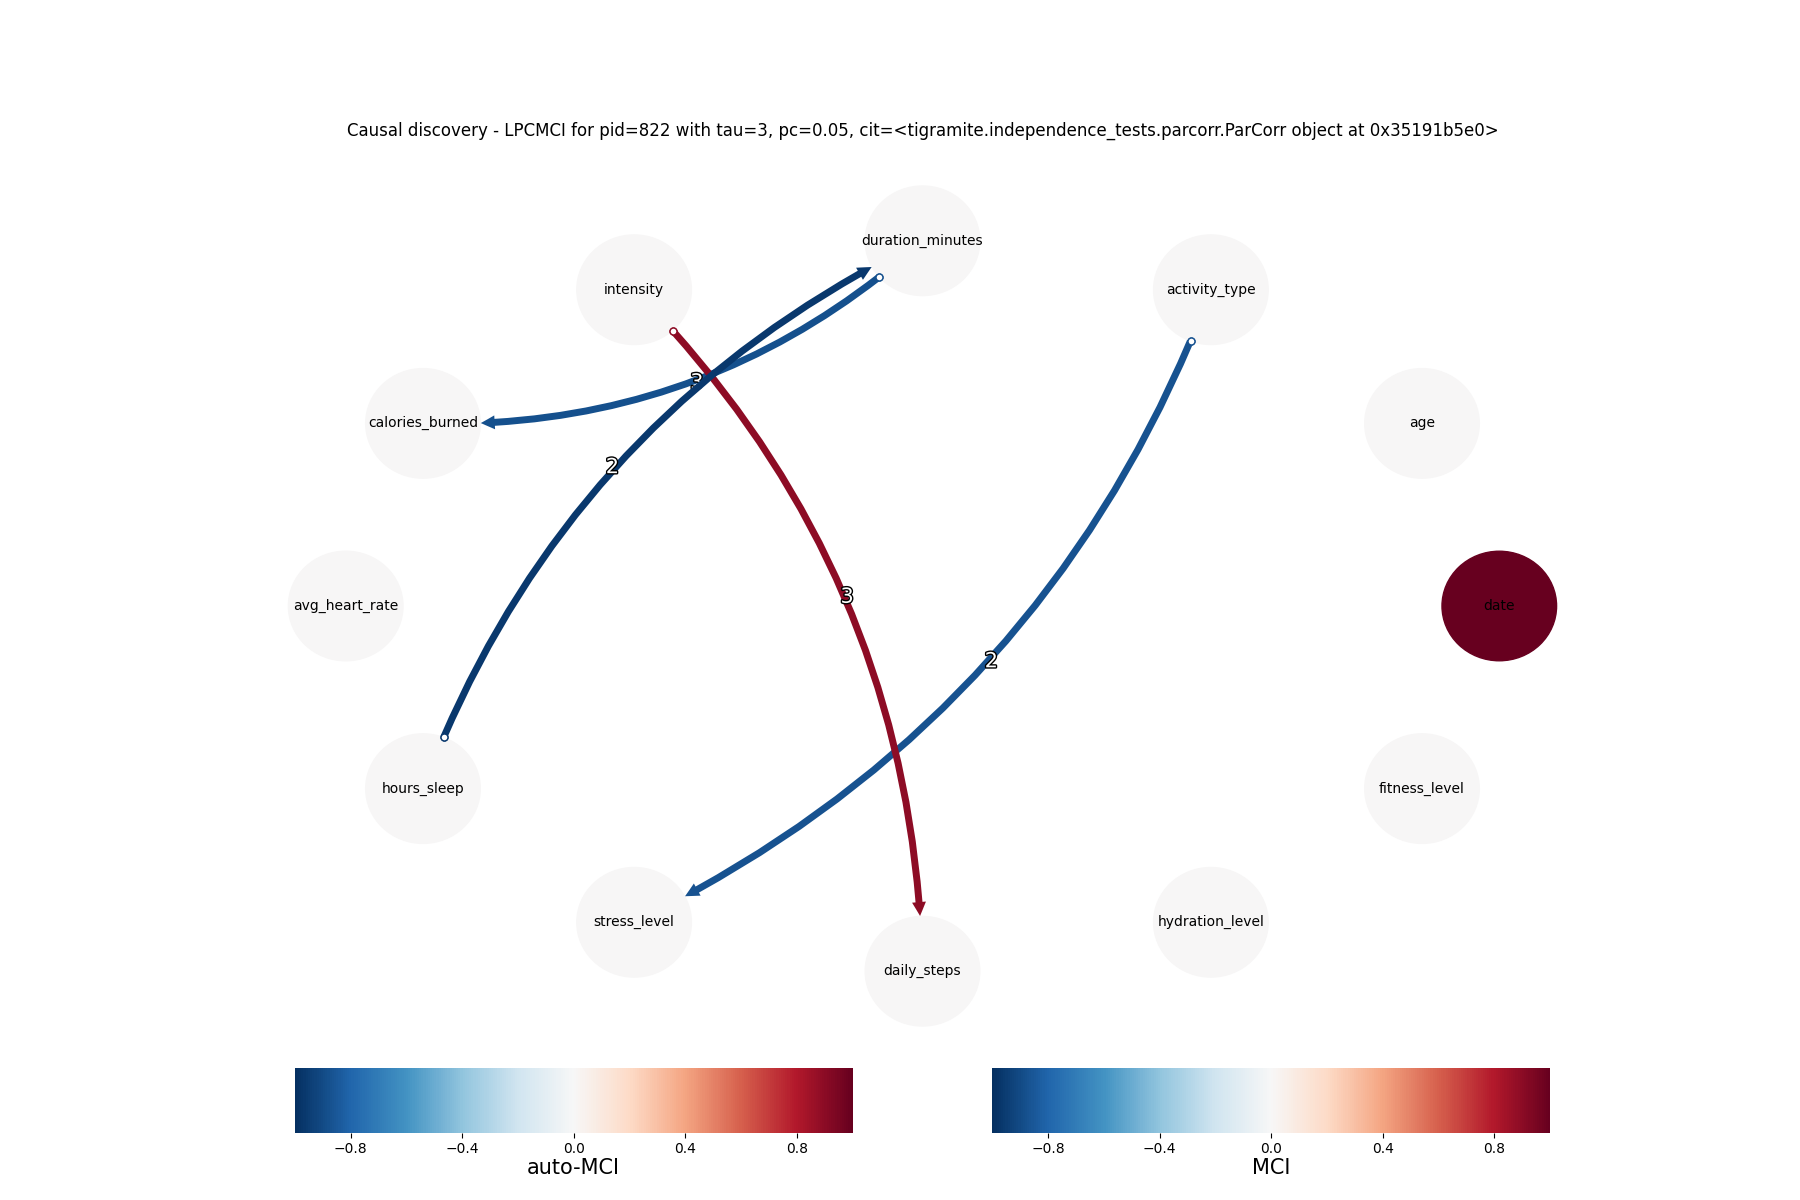 Causal discovery - LPCMCI for pid=822 with tau=3, pc=0.05, cit=<tigramite.independence_tests.parcorr.ParCorr object at 0x35191b5e0>
duration_minutes
intensity
activity_type
3
calories_burned
age
2
3
avg_heart_rate
date
2
hours_sleep
fitness_level
stress_level
hydration_level
daily_steps
−0.8 −0.4 0.0 0.4 0.8
auto-MCI
−0.8 −0.4 0.0 0.4 0.8
MCI